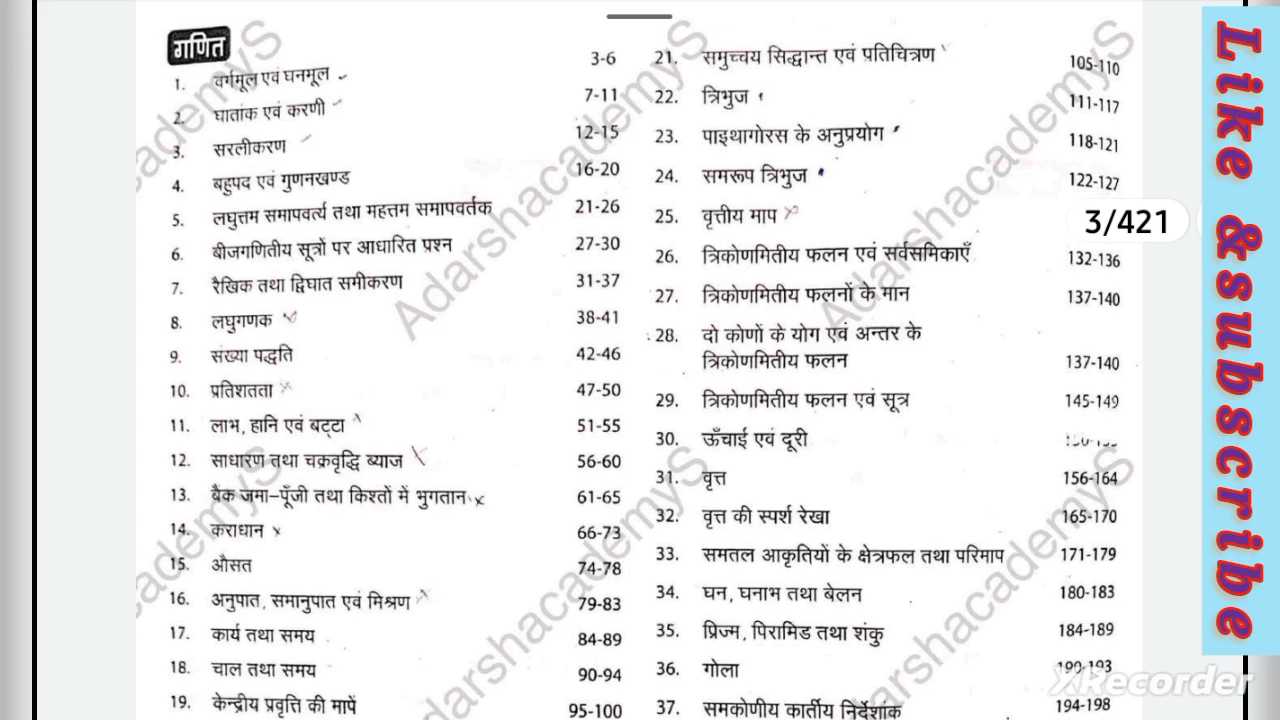 गणित
1. वर्गमूल एवं घनमूल 3-6
2. घातांक एवं करणी 7-11
3. सरलीकरण 12-15
4. बहुपद एवं गुणनखण्ड 16-20
5. लघुत्तम समापवर्त्य तथा महत्तम समापवर्तक 21-26
6. बीजगणितीय सूत्रों पर आधारित प्रश्न 27-30
7. रैखिक तथा द्विघात समीकरण 31-37
8. लघुगणक 38-41
9. संख्या पद्धति 42-46
10. प्रतिशतता 47-50
11. लाभ, हानि एवं बट्टा 51-55
12. साधारण तथा चक्रवृद्धि ब्याज 56-60
13. बैंक जमा-पूँजी तथा किश्तों में भुगतान 61-65
14. कराधान 66-73
15. औसत 74-78
16. अनुपात, समानुपात एवं मिश्रण 79-83
17. कार्य तथा समय 84-89
18. चाल तथा समय 90-94
19. केन्द्रीय प्रवृत्ति की मापें 95-100
21. समुच्चय सिद्धान्त एवं प्रतिचित्रण 105-110
22. त्रिभुज 111-117
23. पाइथागोरस के अनुप्रयोग 118-121
24. समरूप त्रिभुज 122-127
25. वृत्तीय माप
26. त्रिकोणमितीय फलन एवं सर्वसमिकाएँ 132-136
27. त्रिकोणमितीय फलनों के मान 137-140
28. दो कोणों के योग एवं अन्तर के
त्रिकोणमितीय फलन 137-140
29. त्रिकोणमितीय फलन एवं सूत्र 145-149
30. ऊँचाई एवं दूरी
31. वृत्त 156-164
32. वृत्त की स्पर्श रेखा 165-170
33. समतल आकृतियों के क्षेत्रफल तथा परिमाप 171-179
34. घन, घनाभ तथा बेलन 180-183
35. प्रिज्म, पिरामिड तथा शंकु 184-189
36. गोला 190-193
37. समकोणीय कार्तीय निर्देशांक 194-198
3/421
Like &subscribe
AdarshacademyS
AdarshacademyS
AdarshacademyS
AdarshacademyS
XRecorder